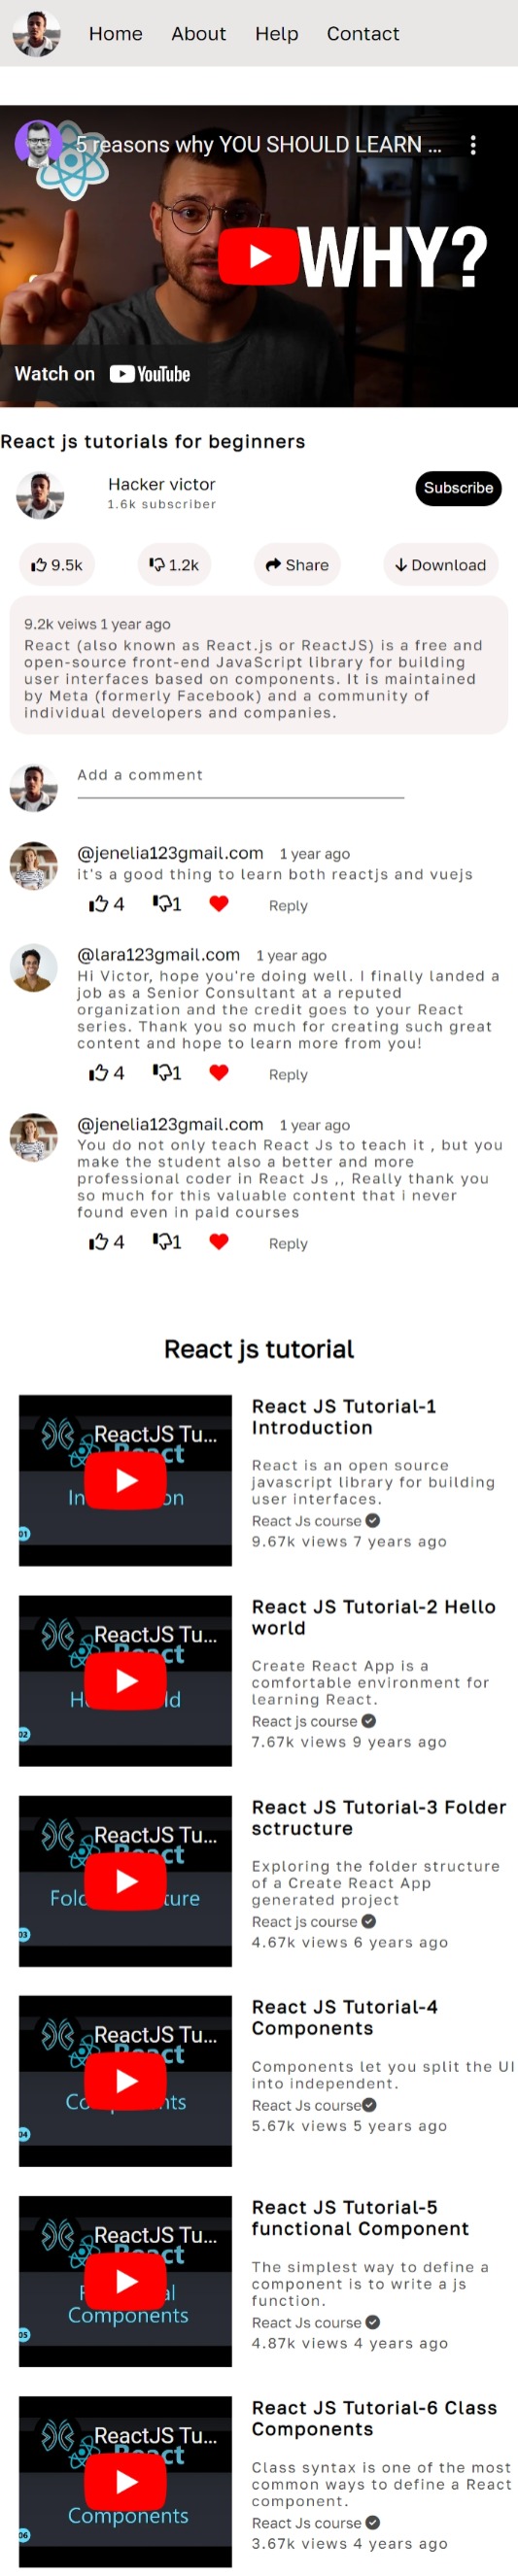 Home About Help Contact
5 reasons why YOU SHOULD LEARN ...
WHY?
Watch on YouTube
React js tutorials for beginners
Hacker victor
1.6k subscriber
Subscribe
9.5k 1.2k Share Download
9.2k veiws 1 year ago
React (also known as React.js or ReactJS) is a free and
open-source front-end JavaScript library for building
user interfaces based on components. It is maintained
by Meta (formerly Facebook) and a community of
individual developers and companies.
Add a comment
@jenelia123gmail.com 1 year ago
it's a good thing to learn both reactjs and vuejs
4 1 Reply
@lara123gmail.com 1 year ago
Hi Victor, hope you're doing well. I finally landed a
job as a Senior Consultant at a reputed
organization and the credit goes to your React
series. Thank you so much for creating such great
content and hope to learn more from you!
4 1 Reply
@jenelia123gmail.com 1 year ago
You do not only teach React Js to teach it , but you
make the student also a better and more
professional coder in React Js ,, Really thank you
so much for this valuable content that i never
found even in paid courses
4 1 Reply
React js tutorial
ReactJS Tu...
01
React JS Tutorial-1
Introduction
React is an open source
javascript library for building
user interfaces.
React Js course
9.67k views 7 years ago
ReactJS Tu...
02
React JS Tutorial-2 Hello
world
Create React App is a
comfortable environment for
learning React.
React js course
7.67k views 9 years ago
ReactJS Tu...
03
React JS Tutorial-3 Folder
sctructure
Exploring the folder structure
of a Create React App
generated project
React js course
4.67k views 6 years ago
ReactJS Tu...
04
React JS Tutorial-4
Components
Components let you split the UI
into independent.
React Js course
5.67k views 5 years ago
ReactJS Tu...
Components
05
React JS Tutorial-5
functional Component
The simplest way to define a
component is to write a js
function.
React Js course
4.87k views 4 years ago
ReactJS Tu...
Components
06
React JS Tutorial-6 Class
Components
Class syntax is one of the most
common ways to define a React
component.
React Js course
3.67k views 4 years ago